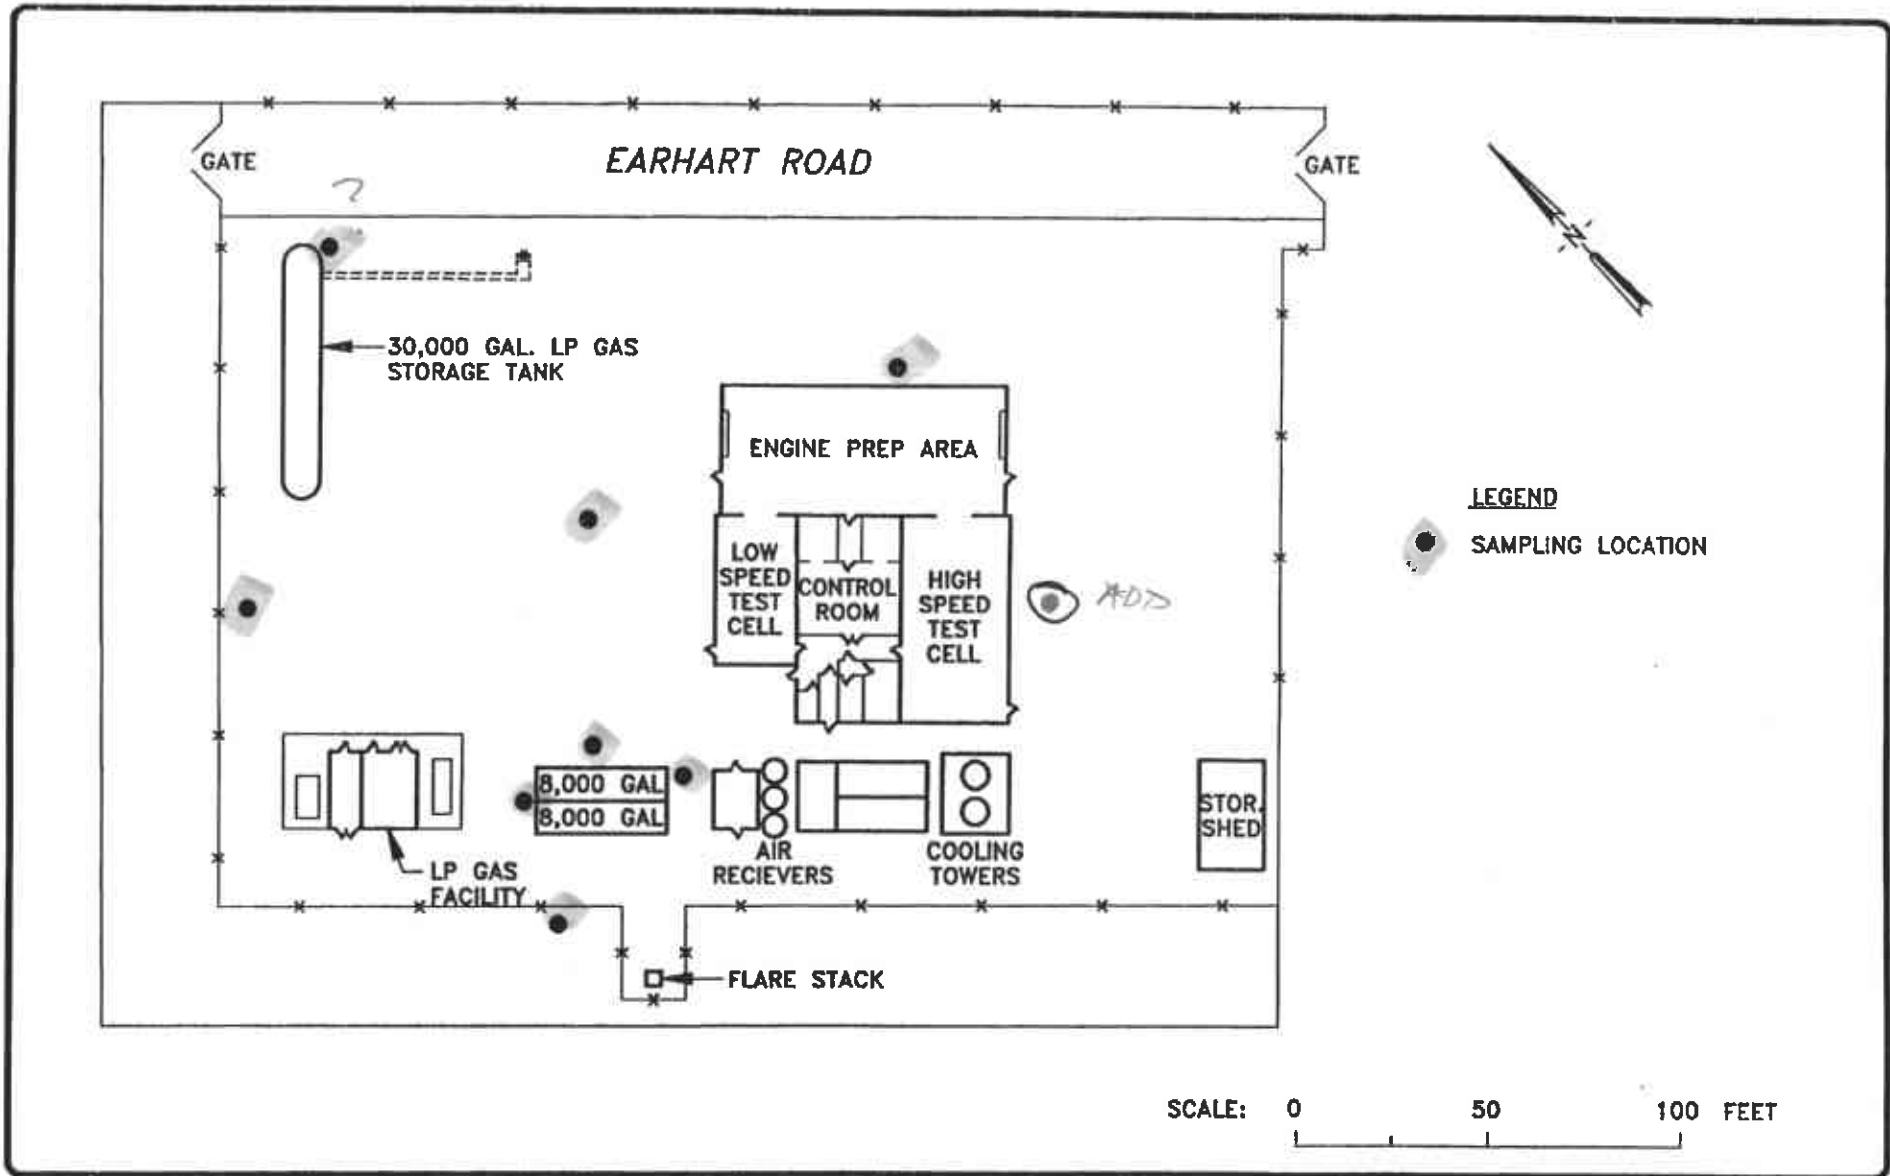 EARHART ROAD
GATE
GATE
?
N
30,000 GAL. LP GAS
STORAGE TANK
ENGINE PREP AREA
LEGEND
SAMPLING LOCATION
LOW
SPEED
TEST
CELL
CONTROL
ROOM
HIGH
SPEED
TEST
CELL
ADD
8,000 GAL
8,000 GAL
STOR.
SHED
AIR
RECIEVERS
COOLING
TOWERS
LP GAS
FACILITY
FLARE STACK
SCALE: 0 50 100 FEET